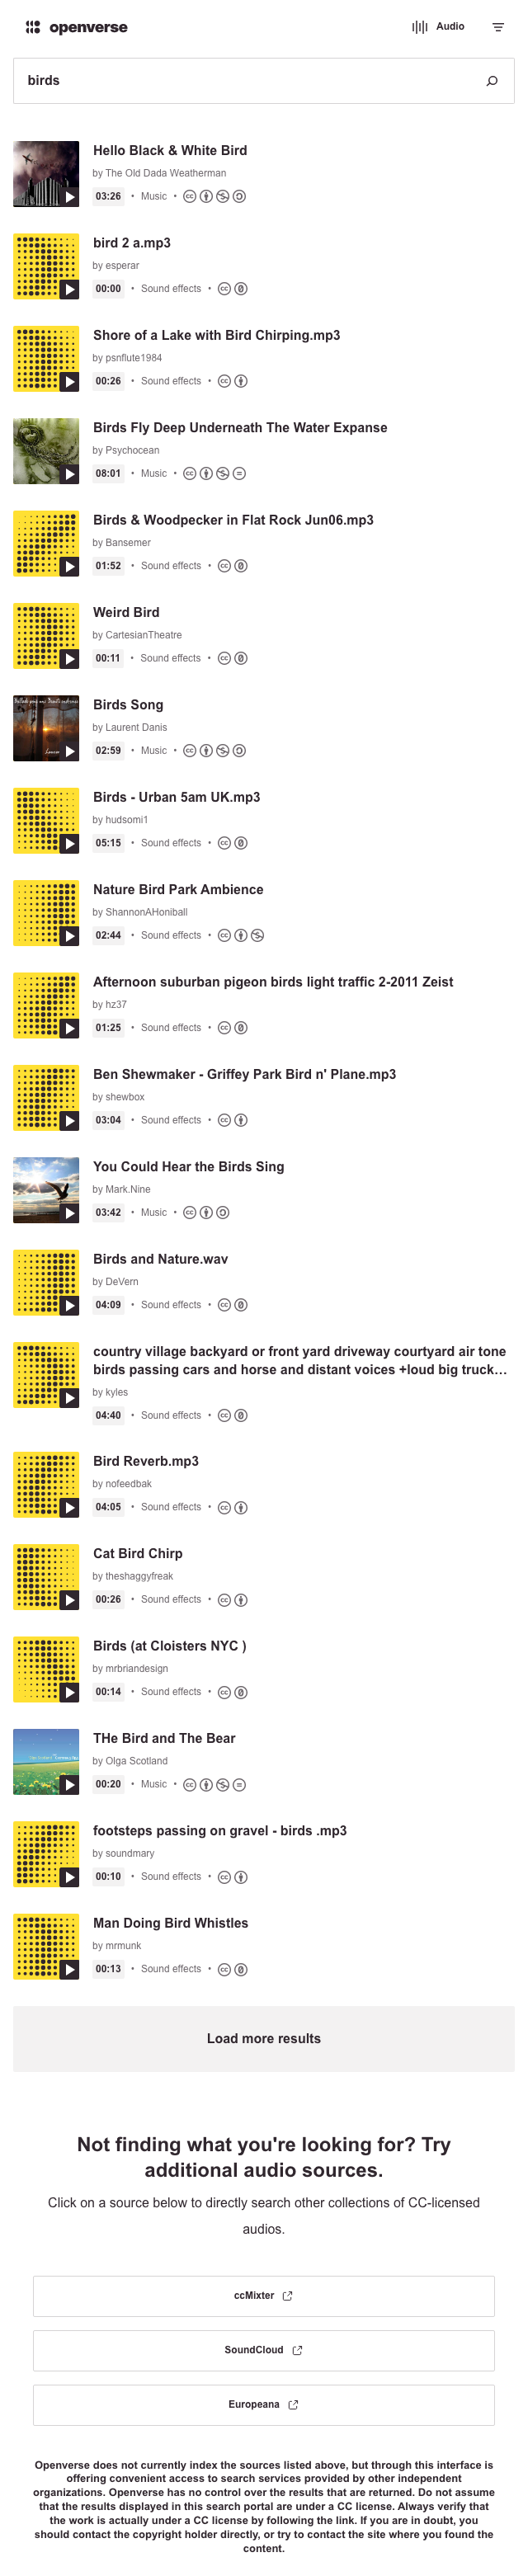 openverse
Audio
birds
Hello Black & White Bird
by The Old Dada Weatherman
03:26 • Music •
bird 2 a.mp3
by esperar
00:00 • Sound effects •
Shore of a Lake with Bird Chirping.mp3
by psnflute1984
00:26 • Sound effects •
Birds Fly Deep Underneath The Water Expanse
by Psychocean
08:01 • Music •
Birds & Woodpecker in Flat Rock Jun06.mp3
by Bansemer
01:52 • Sound effects •
Weird Bird
by CartesianTheatre
00:11 • Sound effects •
Birds Song
by Laurent Danis
02:59 • Music •
Birds - Urban 5am UK.mp3
by hudsomi1
05:15 • Sound effects •
Nature Bird Park Ambience
by ShannonAHoniball
02:44 • Sound effects •
Afternoon suburban pigeon birds light traffic 2-2011 Zeist
by hz37
01:25 • Sound effects •
Ben Shewmaker - Griffey Park Bird n' Plane.mp3
by shewbox
03:04 • Sound effects •
You Could Hear the Birds Sing
by Mark.Nine
03:42 • Music •
Birds and Nature.wav
by DeVern
04:09 • Sound effects •
country village backyard or front yard driveway courtyard air tone
birds passing cars and horse and distant voices +loud big truck…
by kyles
04:40 • Sound effects •
Bird Reverb.mp3
by nofeedbak
04:05 • Sound effects •
Cat Bird Chirp
by theshaggyfreak
00:26 • Sound effects •
Birds (at Cloisters NYC )
by mrbriandesign
00:14 • Sound effects •
THe Bird and The Bear
by Olga Scotland
00:20 • Music •
footsteps passing on gravel - birds .mp3
by soundmary
00:10 • Sound effects •
Man Doing Bird Whistles
by mrmunk
00:13 • Sound effects •
Load more results
Not finding what you're looking for? Try
additional audio sources.
Click on a source below to directly search other collections of CC-licensed
audios.
ccMixter
SoundCloud
Europeana
Openverse does not currently index the sources listed above, but through this interface is
offering convenient access to search services provided by other independent
organizations. Openverse has no control over the results that are returned. Do not assume
that the results displayed in this search portal are under a CC license. Always verify that
the work is actually under a CC license by following the link. If you are in doubt, you
should contact the copyright holder directly, or try to contact the site where you found the
content.